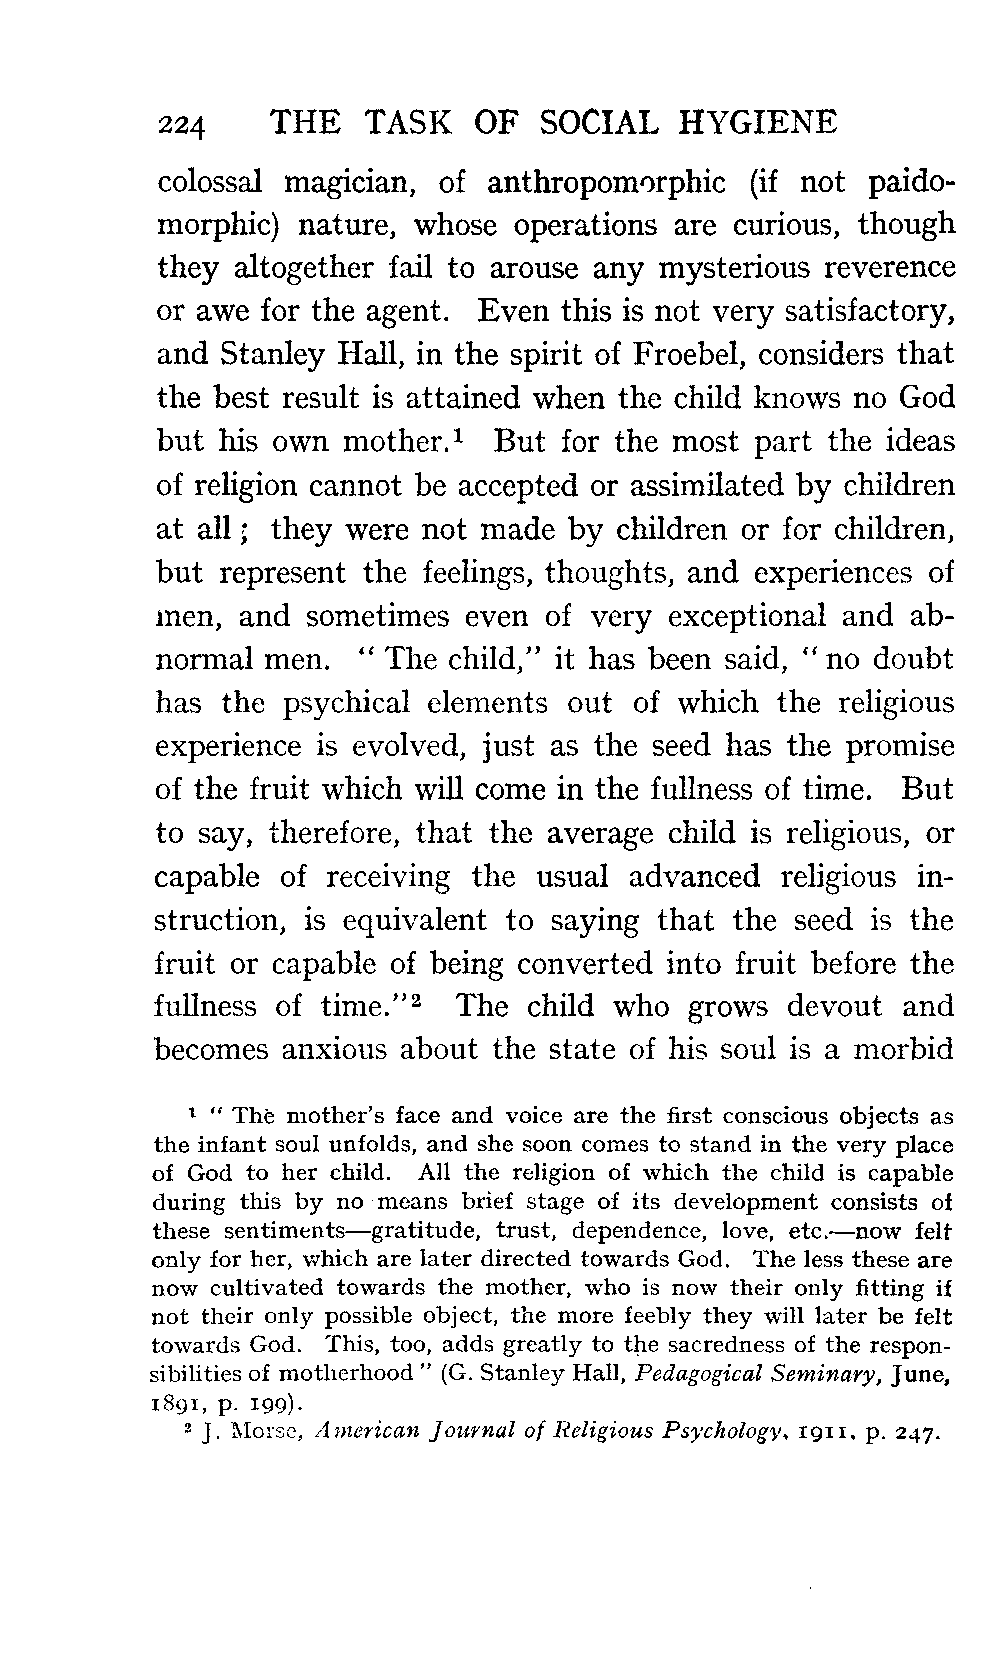 224 THE TASK OF SOCIAL HYGIENE
colossal magician, of anthropomorphic (if not paido-
morphic) nature, whose operations are curious, though
they altogether fail to arouse any mysterious reverence
or awe for the agent. Even this is not very satisfactory,
and Stanley Hall, in the spirit of Froebel, considers that
the best result is attained when the child knows no God
but his own mother.¹ But for the most part the ideas
of religion cannot be accepted or assimilated by children
at all ; they were not made by children or for children,
but represent the feelings, thoughts, and experiences of
men, and sometimes even of very exceptional and ab-
normal men. " The child," it has been said, " no doubt
has the psychical elements out of which the religious
experience is evolved, just as the seed has the promise
of the fruit which will come in the fullness of time. But
to say, therefore, that the average child is religious, or
capable of receiving the usual advanced religious in-
struction, is equivalent to saying that the seed is the
fruit or capable of being converted into fruit before the
fullness of time."² The child who grows devout and
becomes anxious about the state of his soul is a morbid
¹ " The mother's face and voice are the first conscious objects as
the infant soul unfolds, and she soon comes to stand in the very place
of God to her child. All the religion of which the child is capable
during this by no means brief stage of its development consists of
these sentiments—gratitude, trust, dependence, love, etc.—now felt
only for her, which are later directed towards God. The less these are
now cultivated towards the mother, who is now their only fitting if
not their only possible object, the more feebly they will later be felt
towards God. This, too, adds greatly to the sacredness of the respon-
sibilities of motherhood " (G. Stanley Hall, Pedagogical Seminary, June,
1891, p. 199).
² J. Morse, American Journal of Religious Psychology, 1911, p. 247.